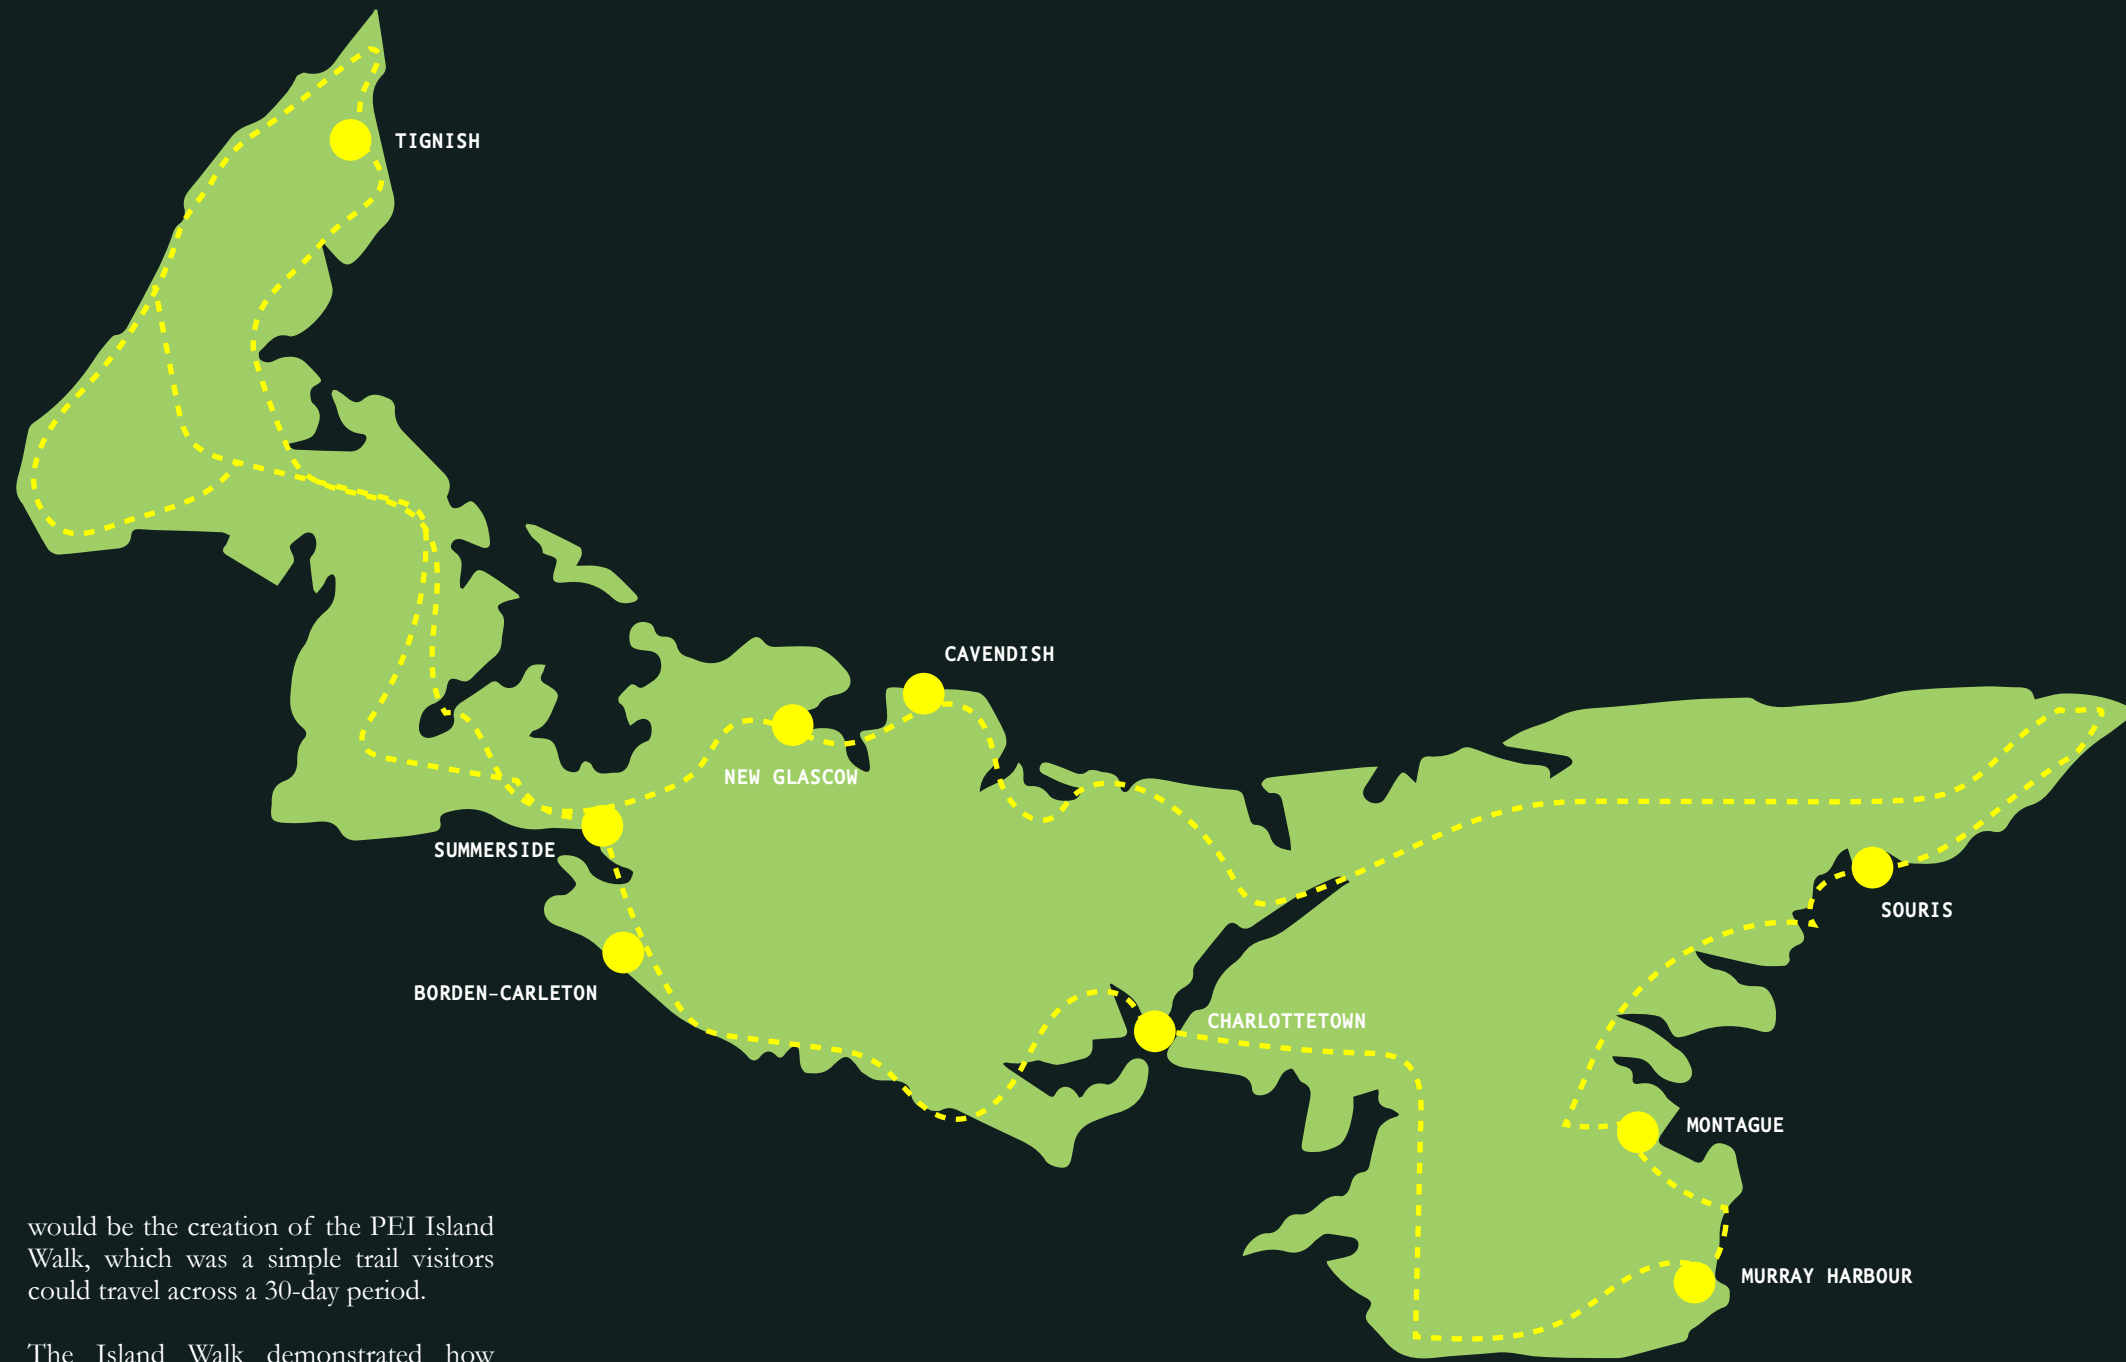 TIGNISH
CAVENDISH
NEW GLASCOW
SUMMERSIDE
SOURIS
BORDEN-CARLETON
CHARLOTTETOWN
MONTAGUE
MURRAY HARBOUR
would be the creation of the PEI Island
Walk, which was a simple trail visitors
could travel across a 30-day period.
The Island Walk demonstrated how